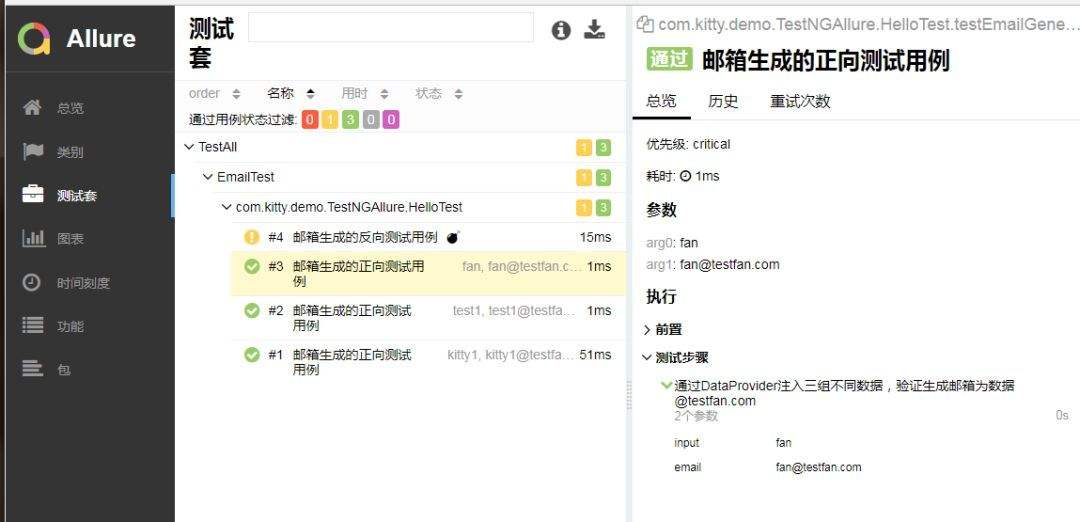 Allure
总览
类别
测试套
图表
时间刻度
功能
包
测试
套
order 名称 用时 状态
通过用例状态过滤: 0 1 3 0 0
TestAll 1 3
EmailTest 1 3
com.kitty.demo.TestNGAllure.HelloTest 1 3
#4 邮箱生成的反向测试用例 15ms
#3 邮箱生成的正向测试用 fan, fan@testfan.c... 1ms
例
#2 邮箱生成的正向测试 test1, test1@testfa... 1ms
用例
#1 邮箱生成的正向测试 kitty1, kitty1@testfa... 51ms
用例
com.kitty.demo.TestNGAllure.HelloTest.testEmailGene...
通过 邮箱生成的正向测试用例
总览 历史 重试次数
优先级: critical
耗时: 1ms
参数
arg0: fan
arg1: fan@testfan.com
执行
前置
测试步骤
通过DataProvider注入三组不同数据，验证生成邮箱为数据
@testfan.com
2个参数 0s
input fan
email fan@testfan.com